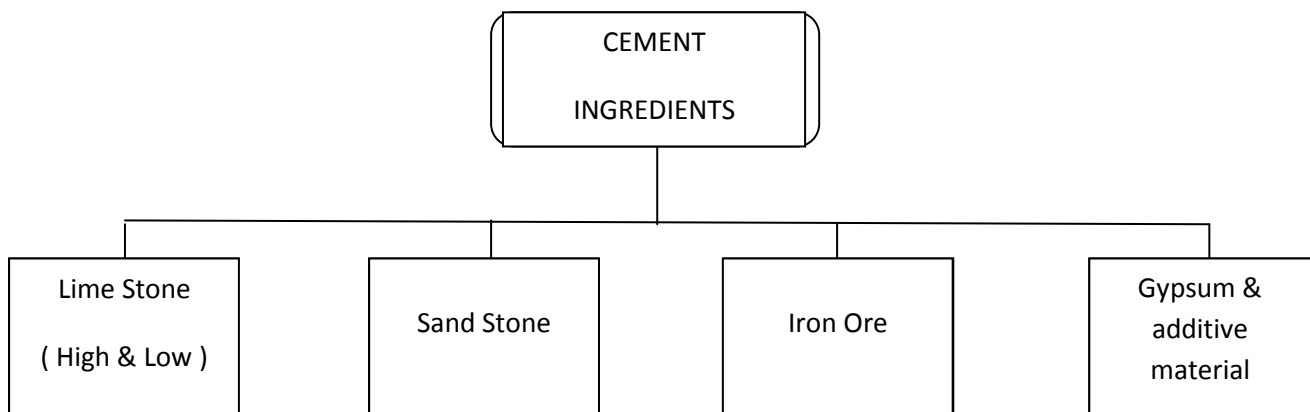 CEMENT
INGREDIENTS
Lime Stone
( High & Low )
Sand Stone
Iron Ore
Gypsum &
additive
material